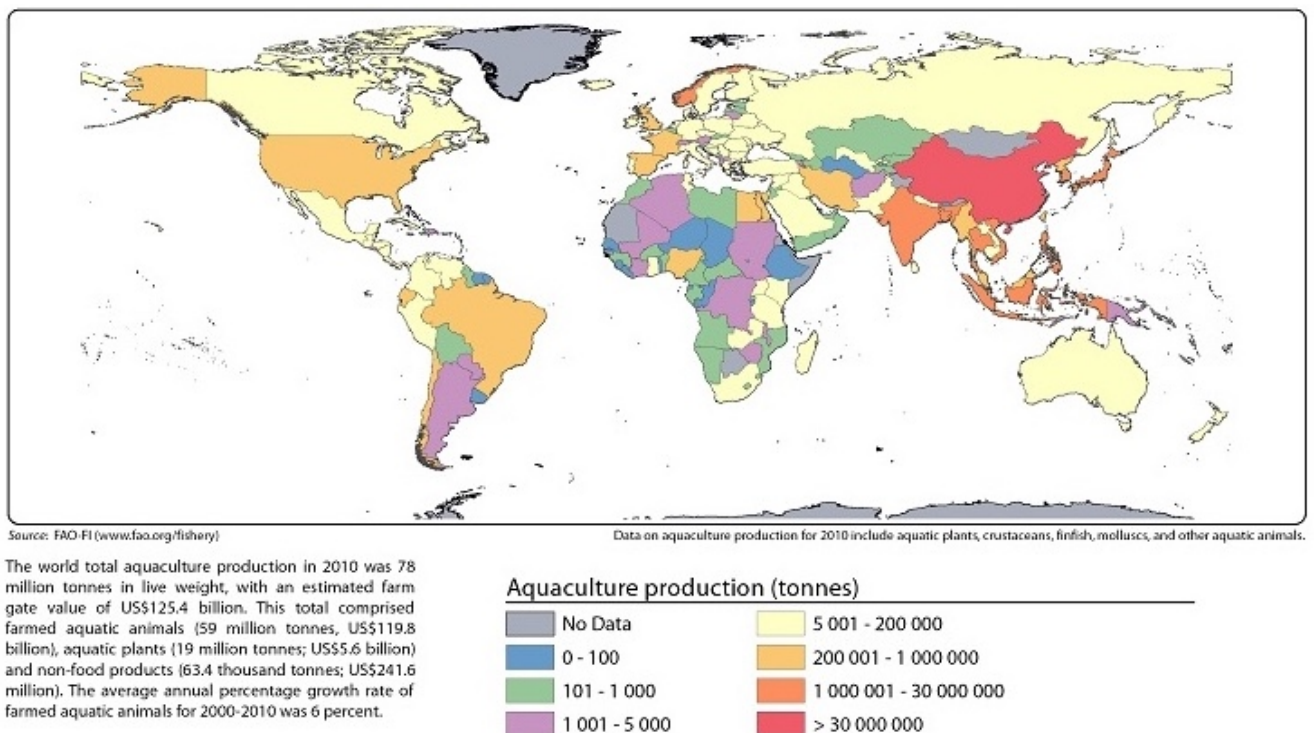 Source: FAO-FI (www.fao.org/fishery)
Data on aquaculture production for 2010 include aquatic plants, crustaceans, finfish, molluscs, and other aquatic animals.
The world total aquaculture production in 2010 was 78
million tonnes in live weight, with an estimated farm
gate value of US$125.4 billion. This total comprised
farmed aquatic animals (59 million tonnes, US$119.8
billion), aquatic plants (19 million tonnes; US$5.6 billion)
and non-food products (63.4 thousand tonnes; US$241.6
million). The average annual percentage growth rate of
farmed aquatic animals for 2000-2010 was 6 percent.
Aquaculture production (tonnes)
No Data
0 - 100
101 - 1 000
1 001 - 5 000
5 001 - 200 000
200 001 - 1 000 000
1 000 001 - 30 000 000
> 30 000 000